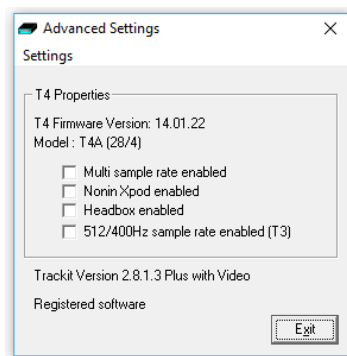 Advanced Settings
Settings
T4 Properties
T4 Firmware Version: 14.01.22
Model : T4A (28/4)
Multi sample rate enabled
Nonin Xpod enabled
Headbox enabled
512/400Hz sample rate enabled (T3)
Trackit Version 2.8.1.3 Plus with Video
Registered software
Exit